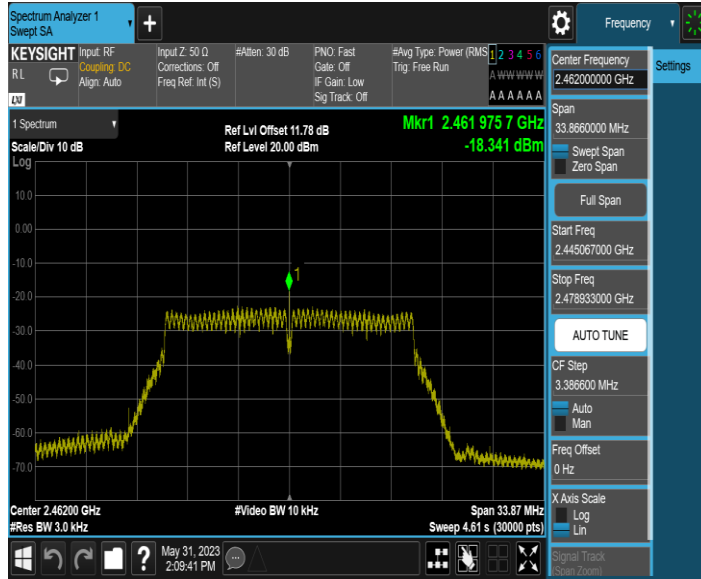 Spectrum Analyzer 1
Swept SA
Frequency
KEYSIGHT
RL
LXI
Input: RF
Coupling: DC
Align: Auto
Input Z: 50 Ω
Corrections: Off
Freq Ref: Int (S)
#Atten: 30 dB
PNO: Fast
Gate: Off
IF Gain: Low
Sig Track: Off
#Avg Type: Power (RMS
Trig: Free Run
1 2 3 4 5 6
A W W W W W
A A A A A A
1 Spectrum
Scale/Div 10 dB
Ref Lvl Offset 11.78 dB
Ref Level 20.00 dBm
Mkr1 2.461 975 7 GHz
-18.341 dBm
Log
10.0
0.00
-10.0
-20.0
-30.0
-40.0
-50.0
-60.0
-70.0
1
Center 2.46200 GHz
#Res BW 3.0 kHz
#Video BW 10 kHz
Span 33.87 MHz
Sweep 4.61 s (30000 pts)
?
May 31, 2023
2:09:41 PM
Center Frequency
2.462000000 GHz
Span
33.8660000 MHz
Swept Span
Zero Span
Full Span
Start Freq
2.445067000 GHz
Stop Freq
2.478933000 GHz
AUTO TUNE
CF Step
3.386600 MHz
Auto
Man
Freq Offset
0 Hz
X Axis Scale
Log
Lin
Signal Track
(Span Zoom)
Settings